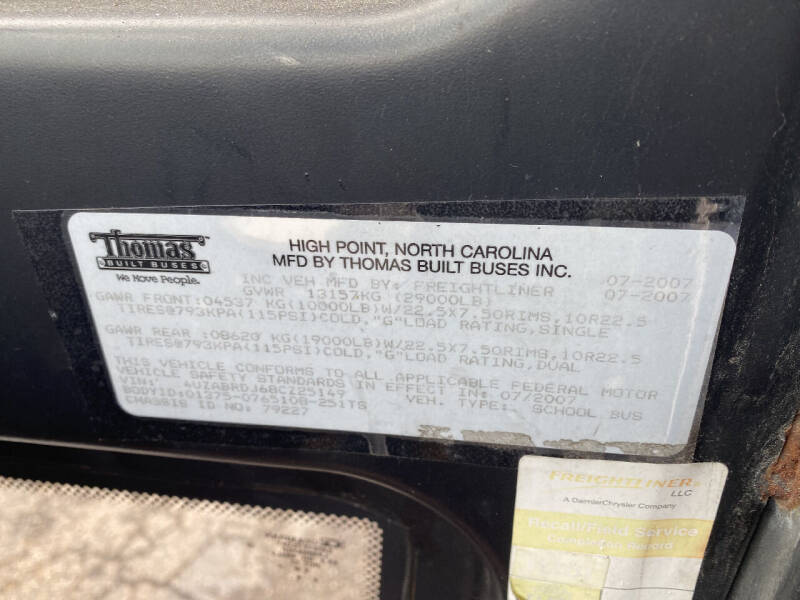 Thomas
BUILT BUSES
We Move People.
HIGH POINT, NORTH CAROLINA
MFD BY THOMAS BUILT BUSES INC.
INC VEH MFD BY: FREIGHTLINER 07-2007
GVWR 13157KG (29000LB) 07-2007
GAWR FRONT:04537 KG(10000LB)W/22.5X7.50RIMS,10R22.5
TIRES@793KPA(115PSI)COLD,"G"LOAD RATING,SINGLE
GAWR REAR :08620 KG(19000LB)W/22.5X7.50RIMS,10R22.5
TIRES@793KPA(115PSI)COLD,"G"LOAD RATING,DUAL
THIS VEHICLE CONFORMS TO ALL APPLICABLE FEDERAL MOTOR
VEHICLE SAFETY STANDARDS IN EFFECT IN: 07/2007
VIN: VEH. TYPE: SCHOOL BUS
BODYID:01375-0765108-251TS
CHASSIS ID NO: 79227
FREIGHTLINER
LLC
A DaimlerChrysler Company
Recall/Field Service
Completion Record